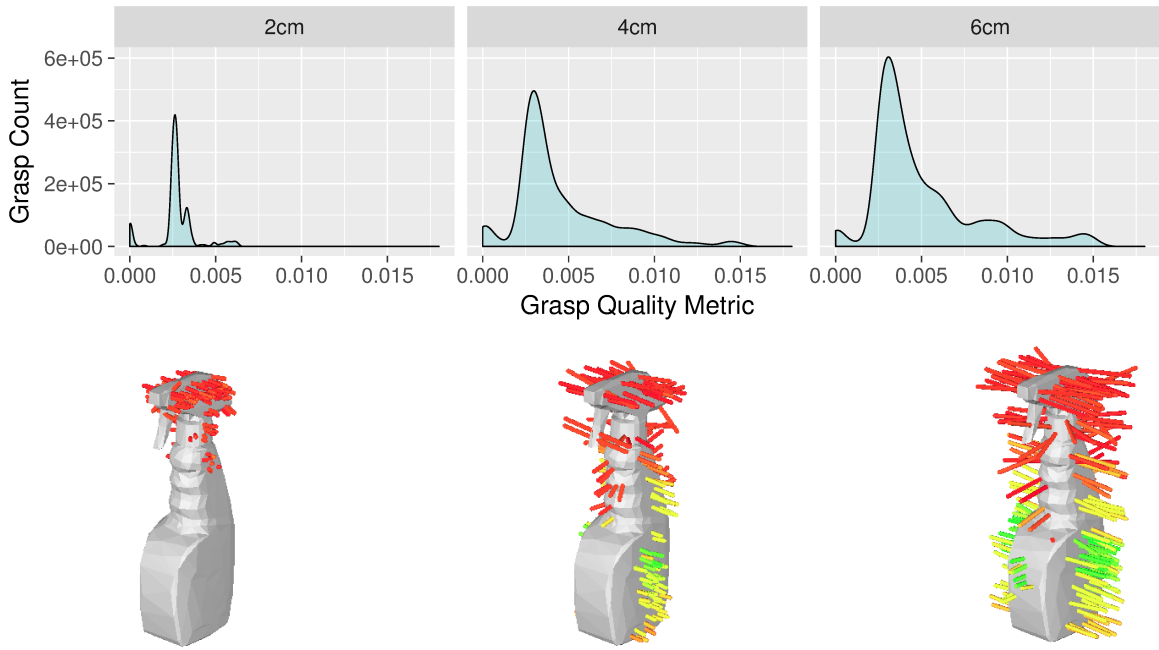 2cm 4cm 6cm
Grasp Count
6e+05
4e+05
2e+05
0e+00
0.000 0.005 0.010 0.015 0.000 0.005 0.010 0.015 0.000 0.005 0.010 0.015
Grasp Quality Metric